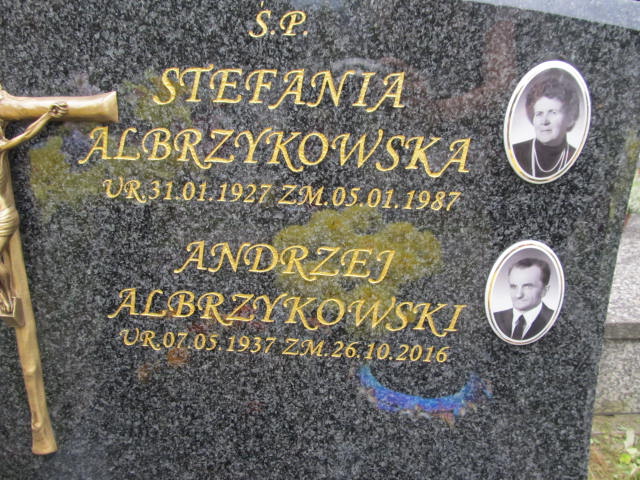 Ś.P.
STEFANIA
ALBRZYKOWSKA
UR.31.01.1927 ZM.05.01.1987
ANDRZEJ
ALBRZYKOWSKI
UR.07.05.1937 ZM.26.10.2016